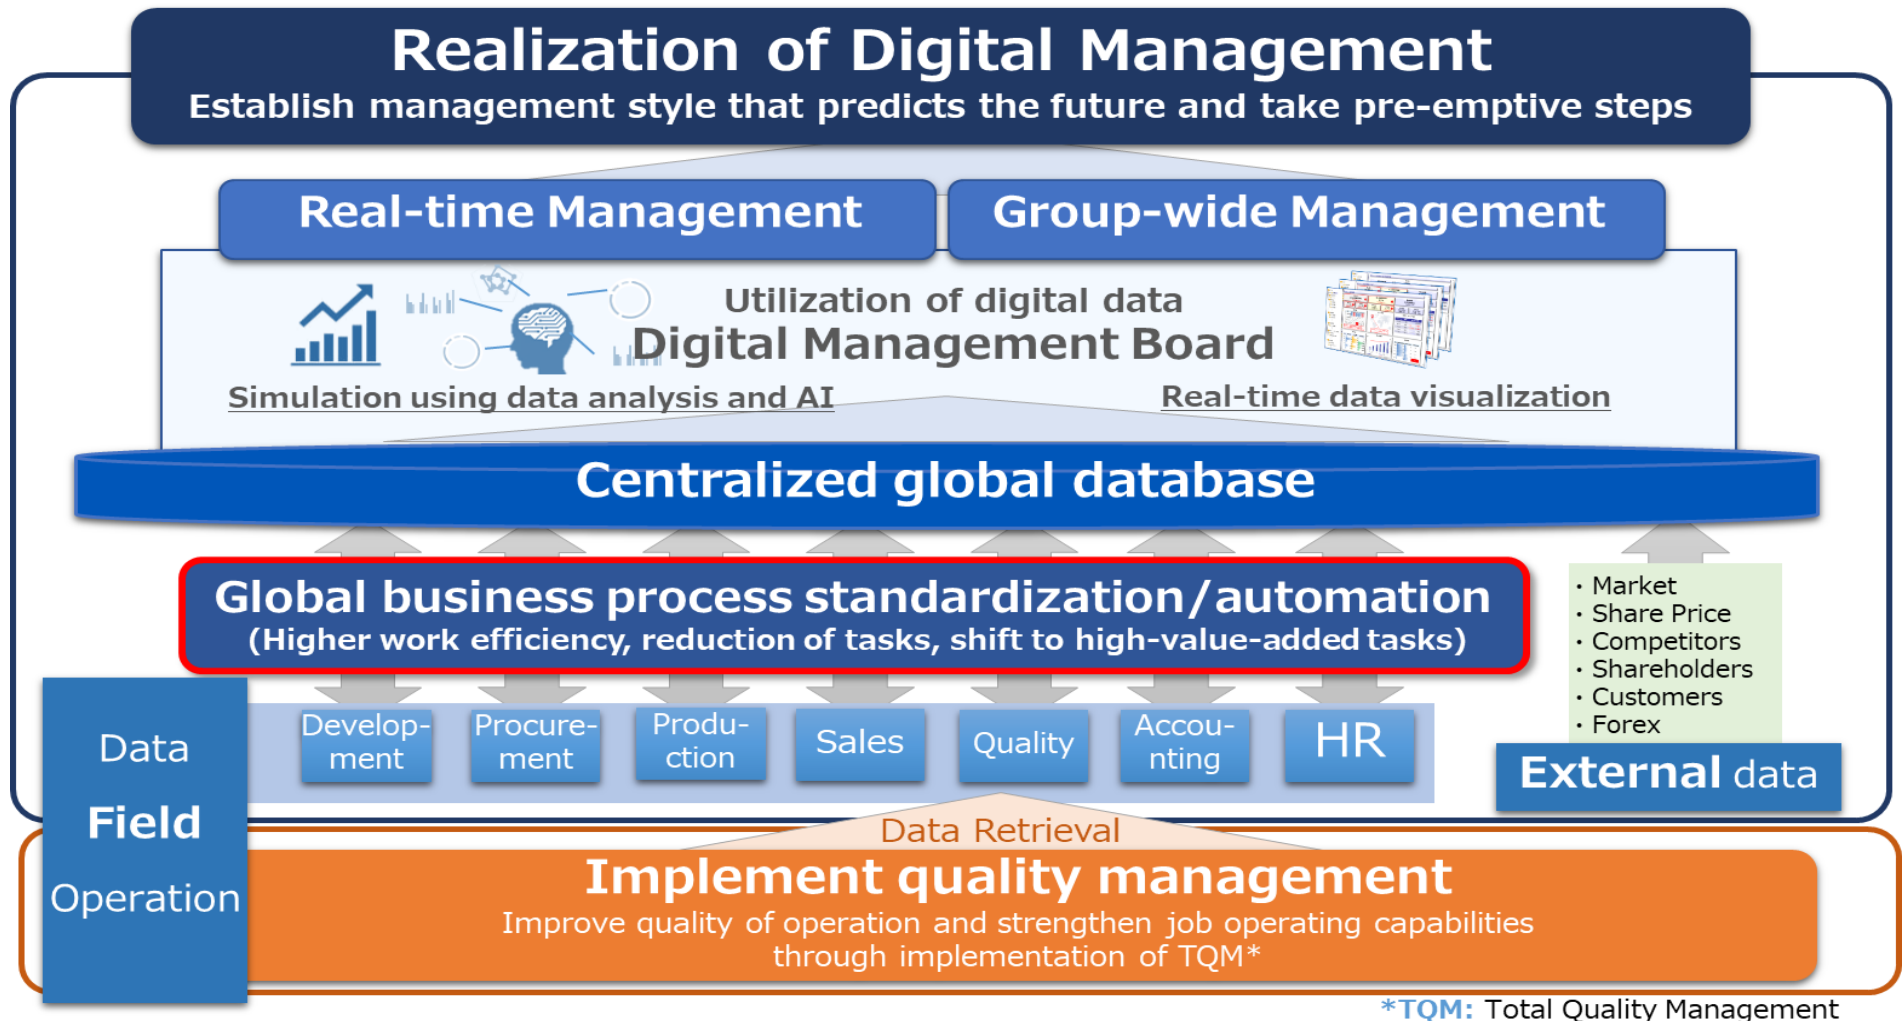 Realization of Digital Management
Establish management style that predicts the future and take pre-emptive steps
Real-time Management
Group-wide Management
Utilization of digital data
Digital Management Board
Simulation using data analysis and AI
Real-time data visualization
Centralized global database
Global business process standardization/automation
(Higher work efficiency, reduction of tasks, shift to high-value-added tasks)
・Market
・Share Price
・Competitors
・Shareholders
・Customers
・Forex
External data
Data
Field
Operation
Develop-
ment
Procure-
ment
Produ-
ction
Sales
Quality
Accou-
nting
HR
Data Retrieval
Implement quality management
Improve quality of operation and strengthen job operating capabilities
through implementation of TQM*
*TQM: Total Quality Management